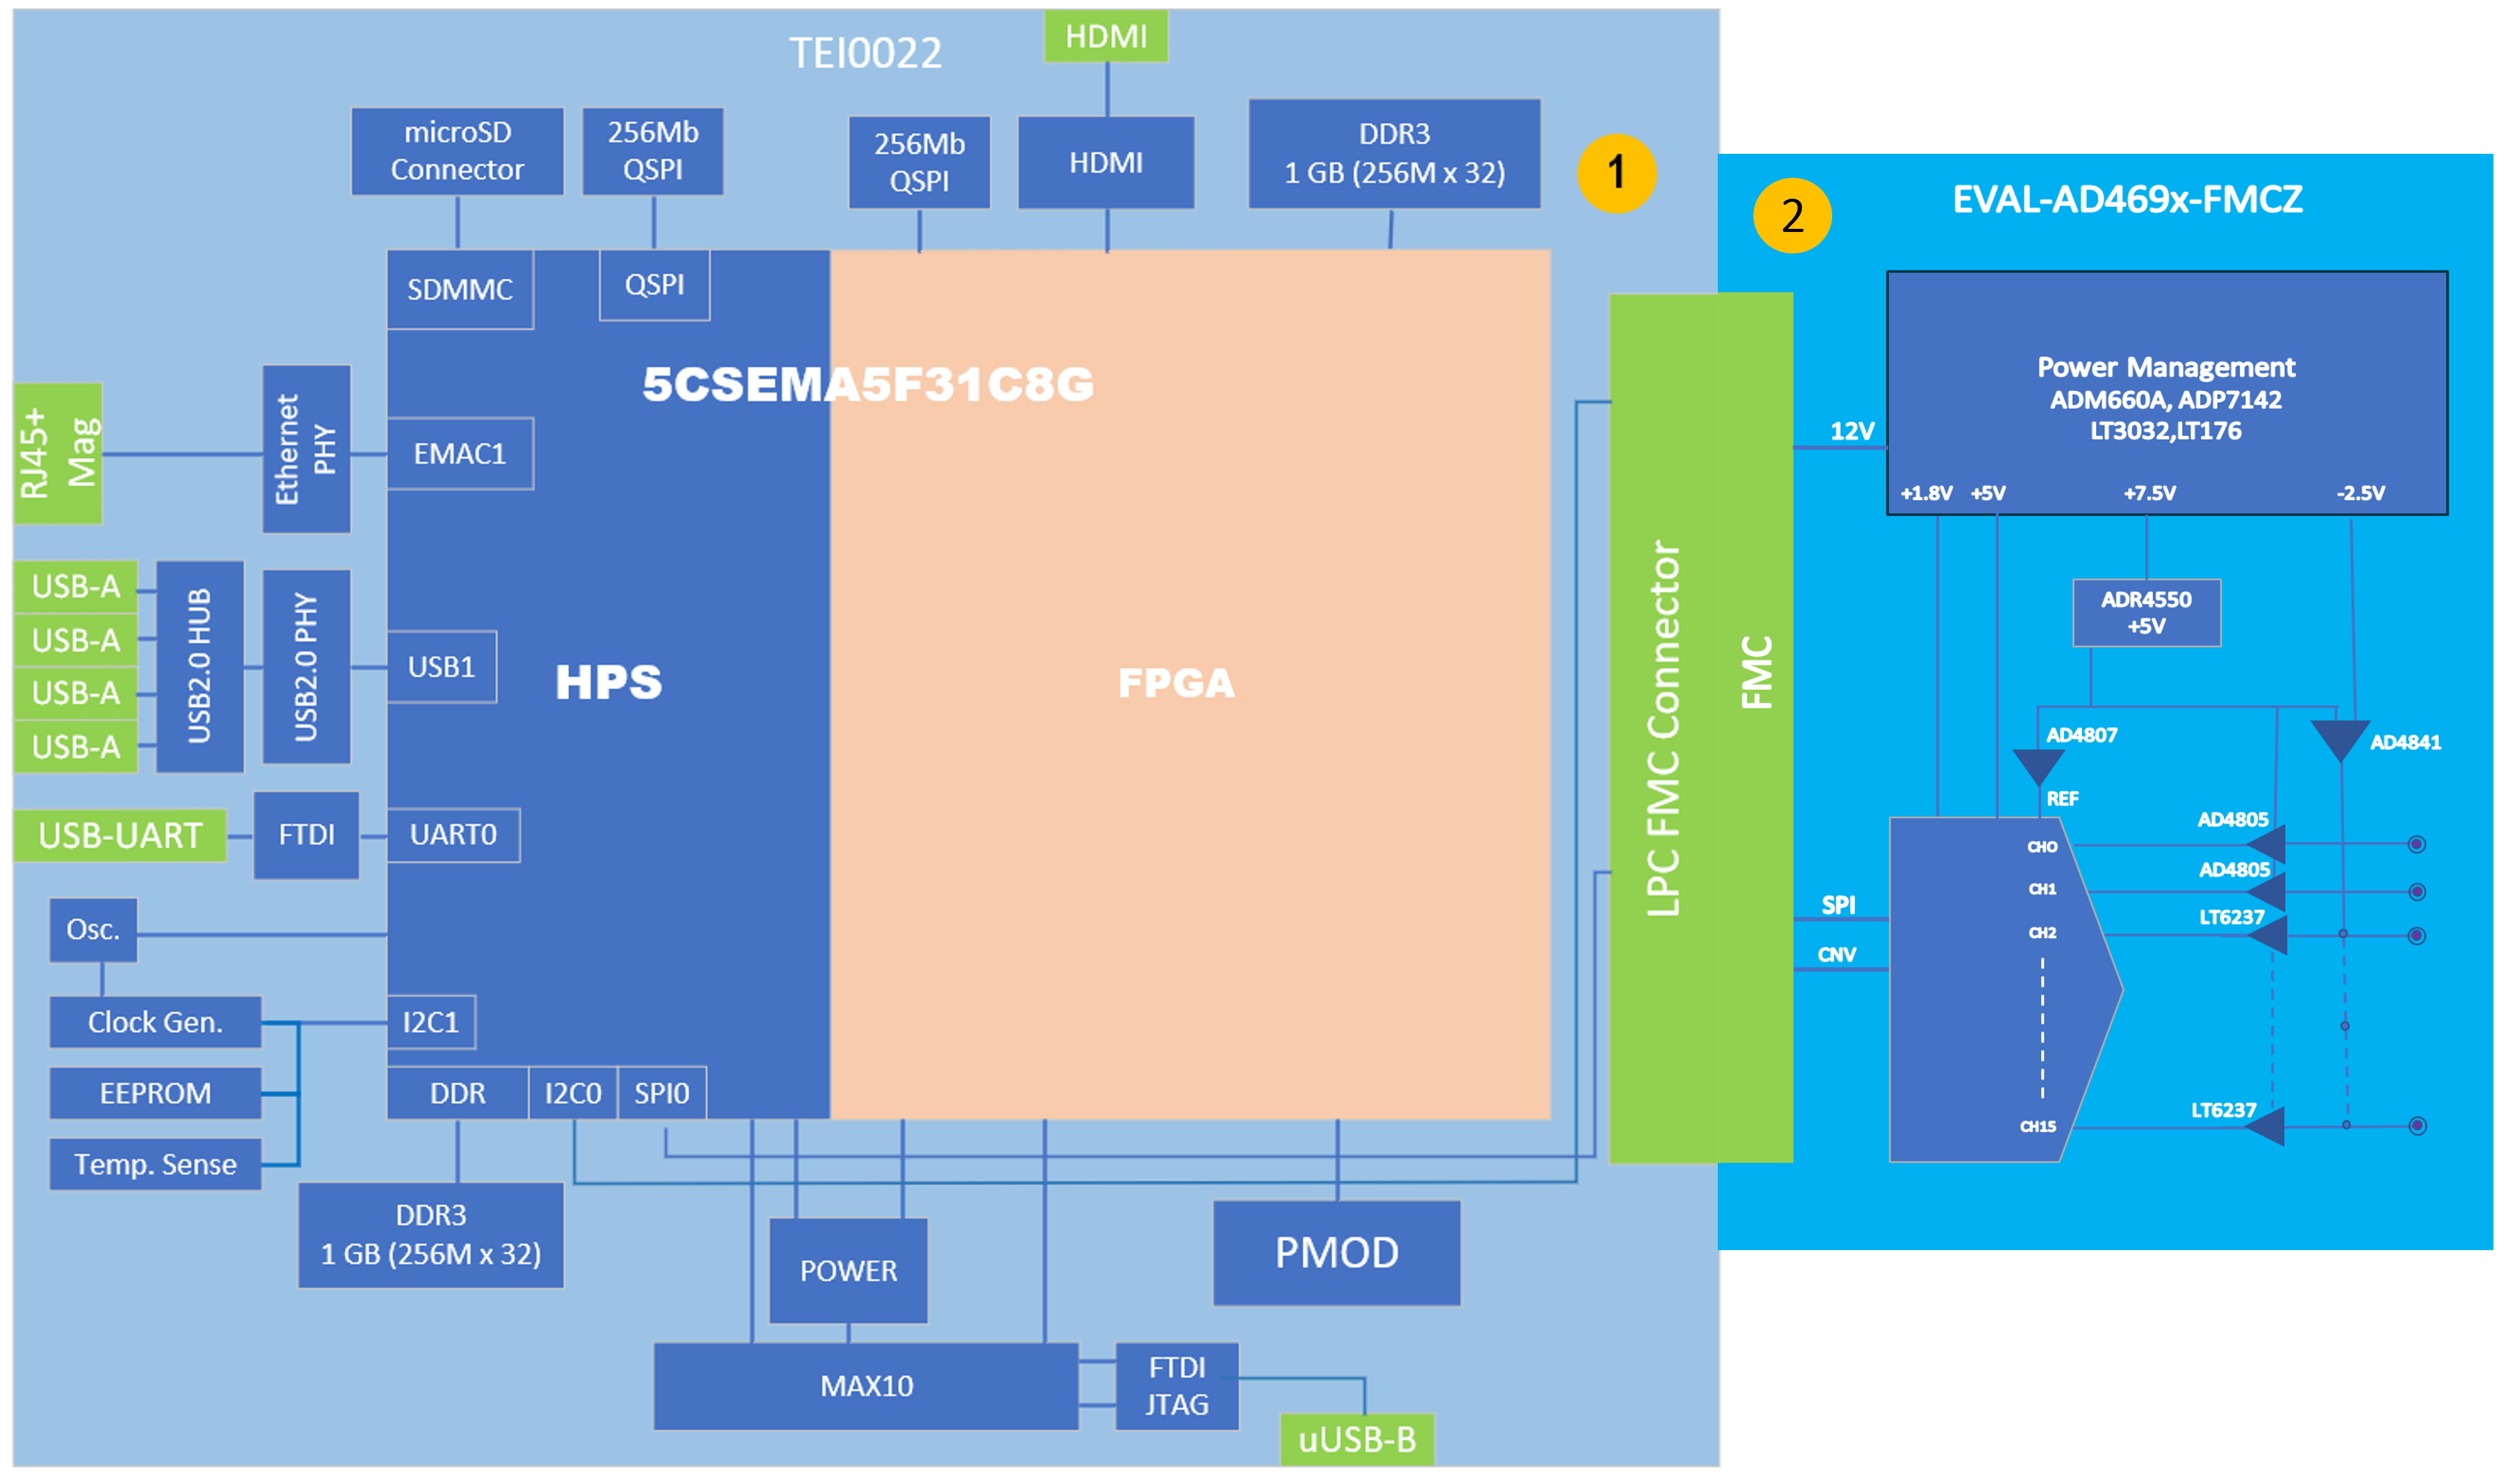 TEI0022
HDMI
microSD
Connector
256Mb
QSPI
256Mb
QSPI
HDMI
DDR3
1 GB (256M x 32)
1
2
EVAL-AD469x-FMCZ
SDMMC
QSPI
5CSEMA5F31C8G
RJ45+
Mag
Ethernet
PHY
EMAC1
USB-A
USB-A
USB-A
USB-A
USB2.0 HUB
USB2.0 PHY
USB1
HPS
FPGA
USB-UART
FTDI
UART0
Osc.
Clock Gen.
I2C1
EEPROM
Temp. Sense
DDR
I2C0
SPI0
DDR3
1 GB (256M x 32)
POWER
PMOD
MAX10
FTDI
JTAG
uUSB-B
LPC FMC Connector
FMC
12V
Power Management
ADM660A, ADP7142
LT3032,LT176
+1.8V
+5V
+7.5V
-2.5V
ADR4550
+5V
AD4807
AD4841
REF
AD4805
CHO
AD4805
CH1
SPI
LT6237
CH2
CNV
LT6237
CH15